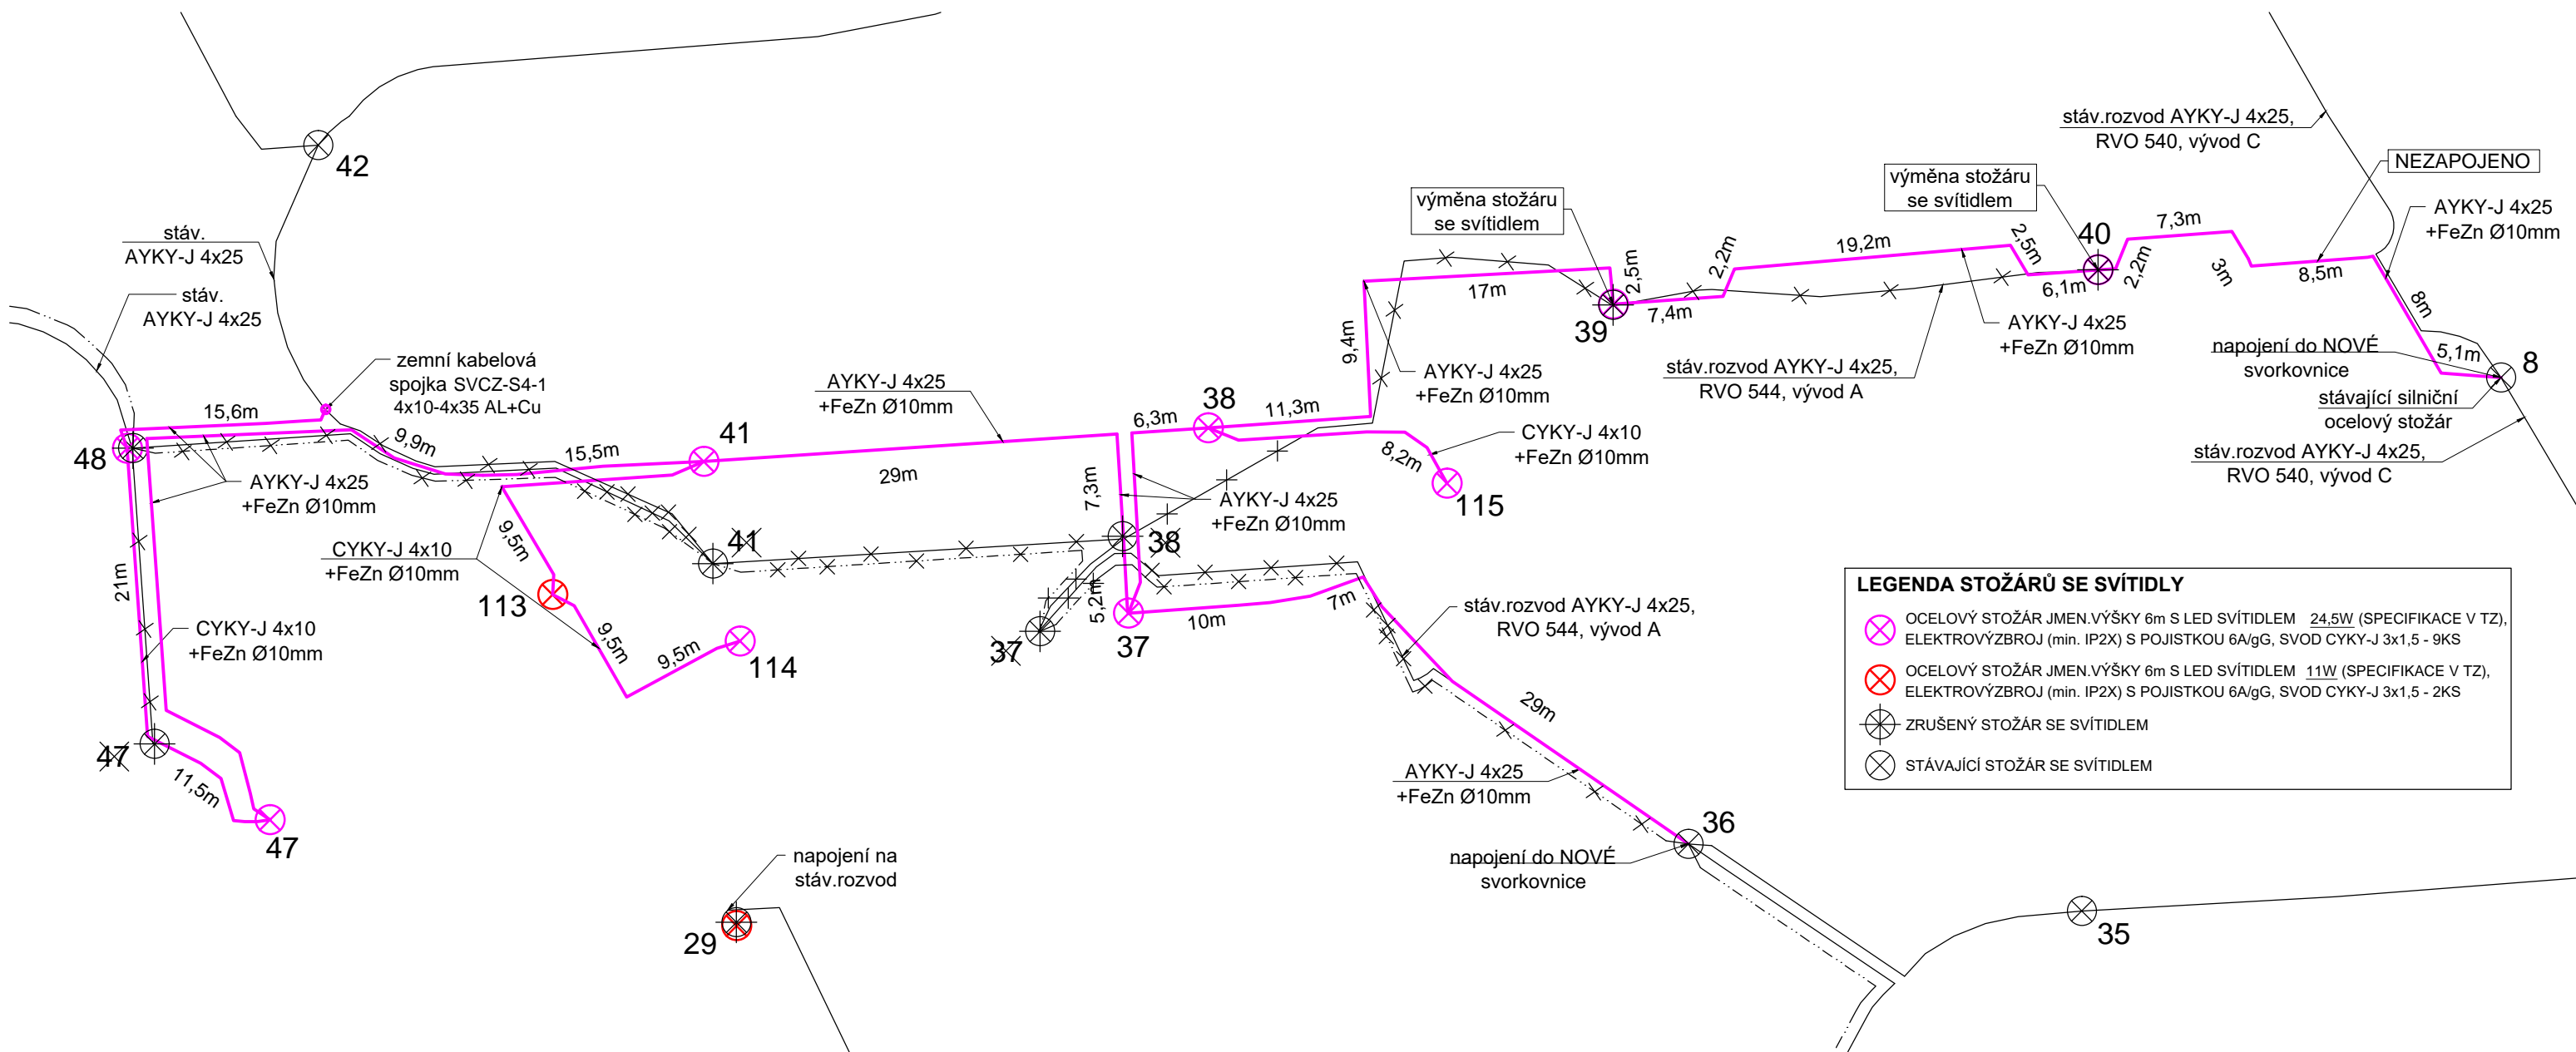 42
stáv.
AYKY-J 4x25
stáv.
AYKY-J 4x25
zemní kabelová
spojka SVCZ-S4-1
4x10-4x35 AL+Cu
15,6m
48
9,9m
15,5m
41
AYKY-J 4x25
+FeZn Ø10mm
AYKY-J 4x25
+FeZn Ø10mm
29m
CYKY-J 4x10
+FeZn Ø10mm
9,5m
113
9,5m
9,5m
114
41
21m
CYKY-J 4x10
+FeZn Ø10mm
47
11,5m
47
napojení na
stáv.rozvod
29
6,3m
38
11,3m
7,3m
AYKY-J 4x25
+FeZn Ø10mm
38
5,2m
37
37
10m
7m
8,2m
115
CYKY-J 4x10
+FeZn Ø10mm
9,4m
17m
AYKY-J 4x25
+FeZn Ø10mm
výměna stožáru
se svítidlem
2,5m
39
7,4m
2,2m
19,2m
2,5m
stáv.rozvod AYKY-J 4x25,
RVO 544, vývod A
AYKY-J 4x25
+FeZn Ø10mm
výměna stožáru
se svítidlem
40
6,1m
2,2m
7,3m
3m
8,5m
stáv.rozvod AYKY-J 4x25,
RVO 540, vývod C
NEZAPOJENO
AYKY-J 4x25
+FeZn Ø10mm
8m
5,1m
8
napojení do NOVÉ
svorkovnice
stávající silniční
ocelový stožár
stáv.rozvod AYKY-J 4x25,
RVO 540, vývod C
stáv.rozvod AYKY-J 4x25,
RVO 544, vývod A
29m
AYKY-J 4x25
+FeZn Ø10mm
36
napojení do NOVÉ
svorkovnice
35
LEGENDA STOŽÁRŮ SE SVÍTIDLY
OCELOVÝ STOŽÁR JMEN.VÝŠKY 6m S LED SVÍTIDLEM 24,5W (SPECIFIKACE V TZ),
ELEKTROVÝZBROJ (min. IP2X) S POJISTKOU 6A/gG, SVOD CYKY-J 3x1,5 - 9KS
OCELOVÝ STOŽÁR JMEN.VÝŠKY 6m S LED SVÍTIDLEM 11W (SPECIFIKACE V TZ),
ELEKTROVÝZBROJ (min. IP2X) S POJISTKOU 6A/gG, SVOD CYKY-J 3x1,5 - 2KS
ZRUŠENÝ STOŽÁR SE SVÍTIDLEM
STÁVAJÍCÍ STOŽÁR SE SVÍTIDLEM